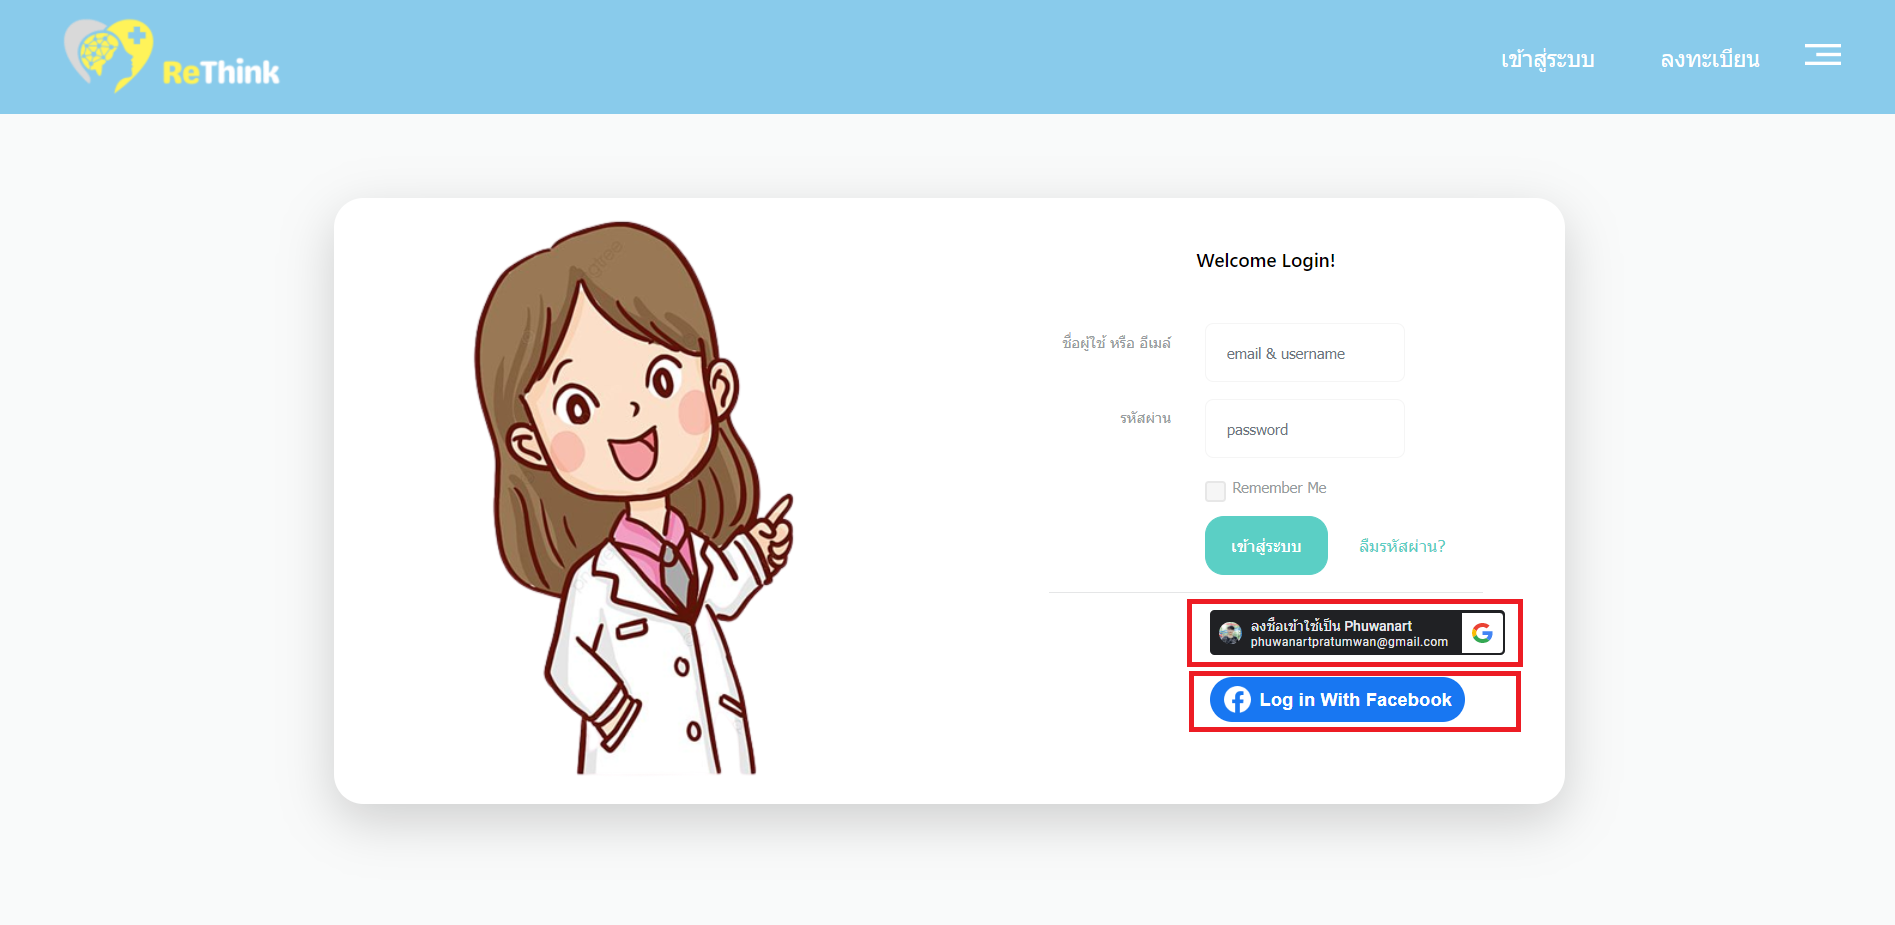 ReThink
เข้าสู่ระบบ
ลงทะเบียน
Welcome Login!
ชื่อผู้ใช้ หรือ อีเมล์
email & username
รหัสผ่าน
password
Remember Me
เข้าสู่ระบบ
ลืมรหัสผ่าน?
ลงชื่อเข้าใช้เป็น Phuwanart
phuwanartpratumwan@gmail.com
Log in With Facebook